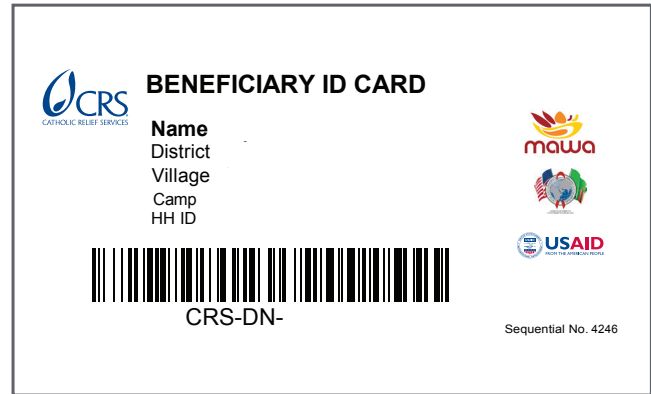 CRS
CATHOLIC RELIEF SERVICES
BENEFICIARY ID CARD
Name
District
Village
Camp
HH ID
mawa
USAID
FROM THE AMERICAN PEOPLE
CRS-DN-
Sequential No. 4246